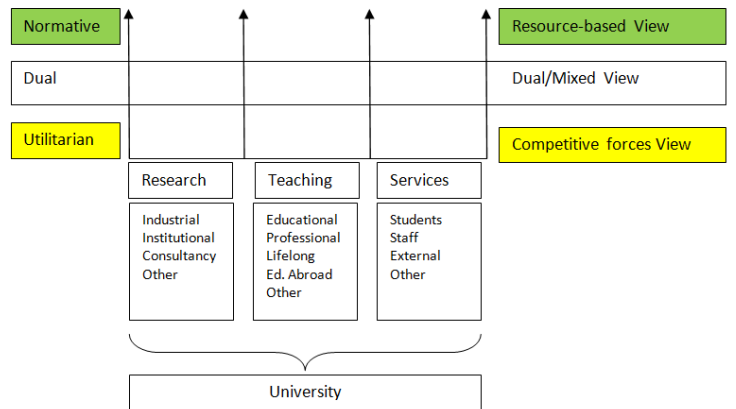 Normative
Resource-based View
Dual
Dual/Mixed View
Utilitarian
Competitive forces View
Research
Teaching
Services
Industrial
Institutional
Consultancy
Other
Educational
Professional
Lifelong
Ed. Abroad
Other
Students
Staff
External
Other
University